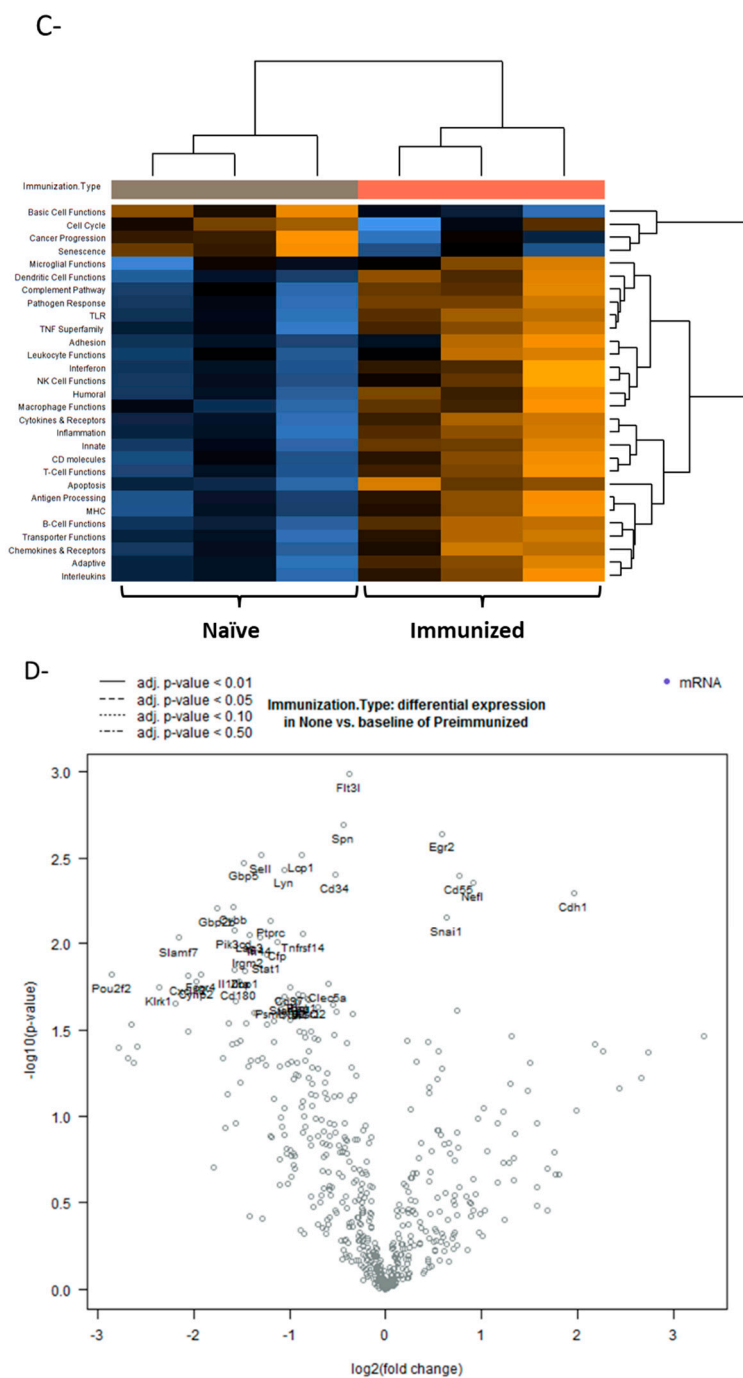 C-
Immunization.Type
Basic Cell Functions
Cell Cycle
Cancer Progression
Senescence
Microglial Functions
Dendritic Cell Functions
Complement Pathway
Pathogen Response
TLR
TNF Superfamily
Adhesion
Leukocyte Functions
Interferon
NK Cell Functions
Humoral
Macrophage Functions
Cytokines & Receptors
Inflammation
Innate
CD molecules
T-Cell Functions
Apoptosis
Antigen Processing
MHC
B-Cell Functions
Transporter Functions
Chemokines & Receptors
Adaptive
Interleukins
Naïve Immunized
D-
adj. p-value < 0.01
adj. p-value < 0.05
adj. p-value < 0.10
adj. p-value < 0.50
Immunization.Type: differential expression
in None vs. baseline of Preimmunized
mRNA
-log10(p-value)
3.0
2.5
2.0
1.5
1.0
0.5
0.0
Flt3l
Spn
Egr2
Sell
Lcp1
Gbp5
Lyn
Cd34
Cd55
Nefl
Cdh1
Gbp2b
Cybb
Ptprc
Snai1
Pik3cd
Tnfrsf14
Slamf7
Cfp
Irgm2
Stat1
Pou2f2
Klrk1
Cd180
Clec5a
-3 -2 -1 0 1 2 3
log2(fold change)